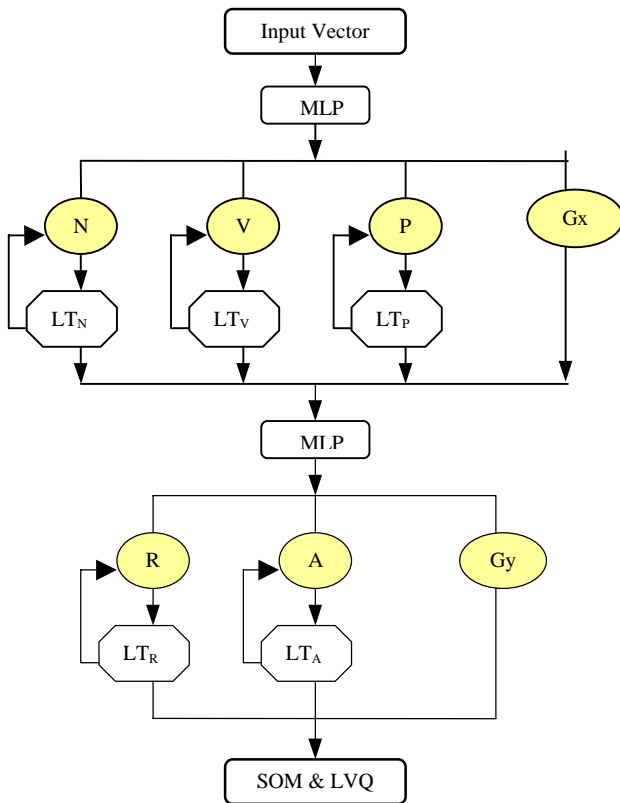 Input Vector
MLP
N
V
P
Gx
LTN
LTV
LTP
MLP
R
A
Gy
LTR
LTA
SOM & LVQ